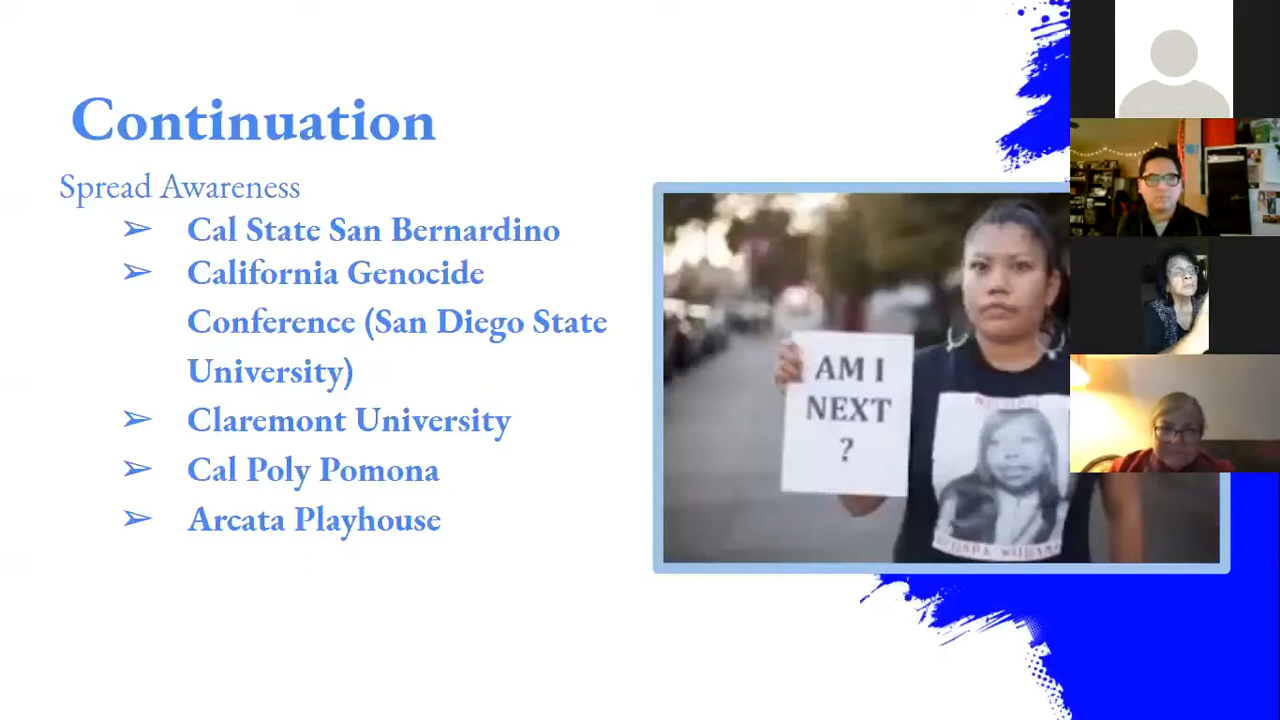 Continuation
Spread Awareness
➢ Cal State San Bernardino
➢ California Genocide
Conference (San Diego State
University)
➢ Claremont University
➢ Cal Poly Pomona
➢ Arcata Playhouse
AM I
NEXT
?